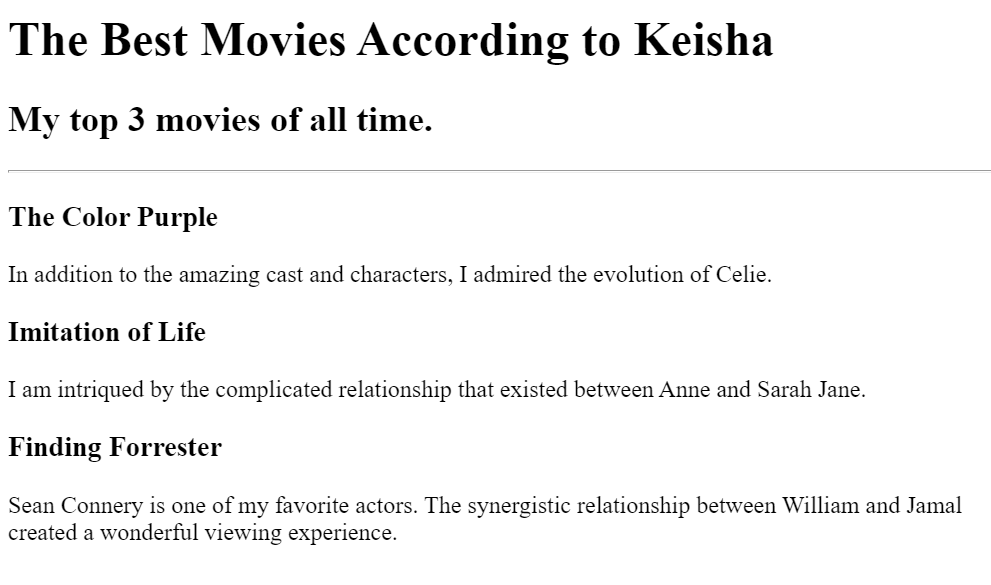 The Best Movies According to Keisha
My top 3 movies of all time.
The Color Purple
In addition to the amazing cast and characters, I admired the evolution of Celie.
Imitation of Life
I am intriqued by the complicated relationship that existed between Anne and Sarah Jane.
Finding Forrester
Sean Connery is one of my favorite actors. The synergistic relationship between William and Jamal
created a wonderful viewing experience.